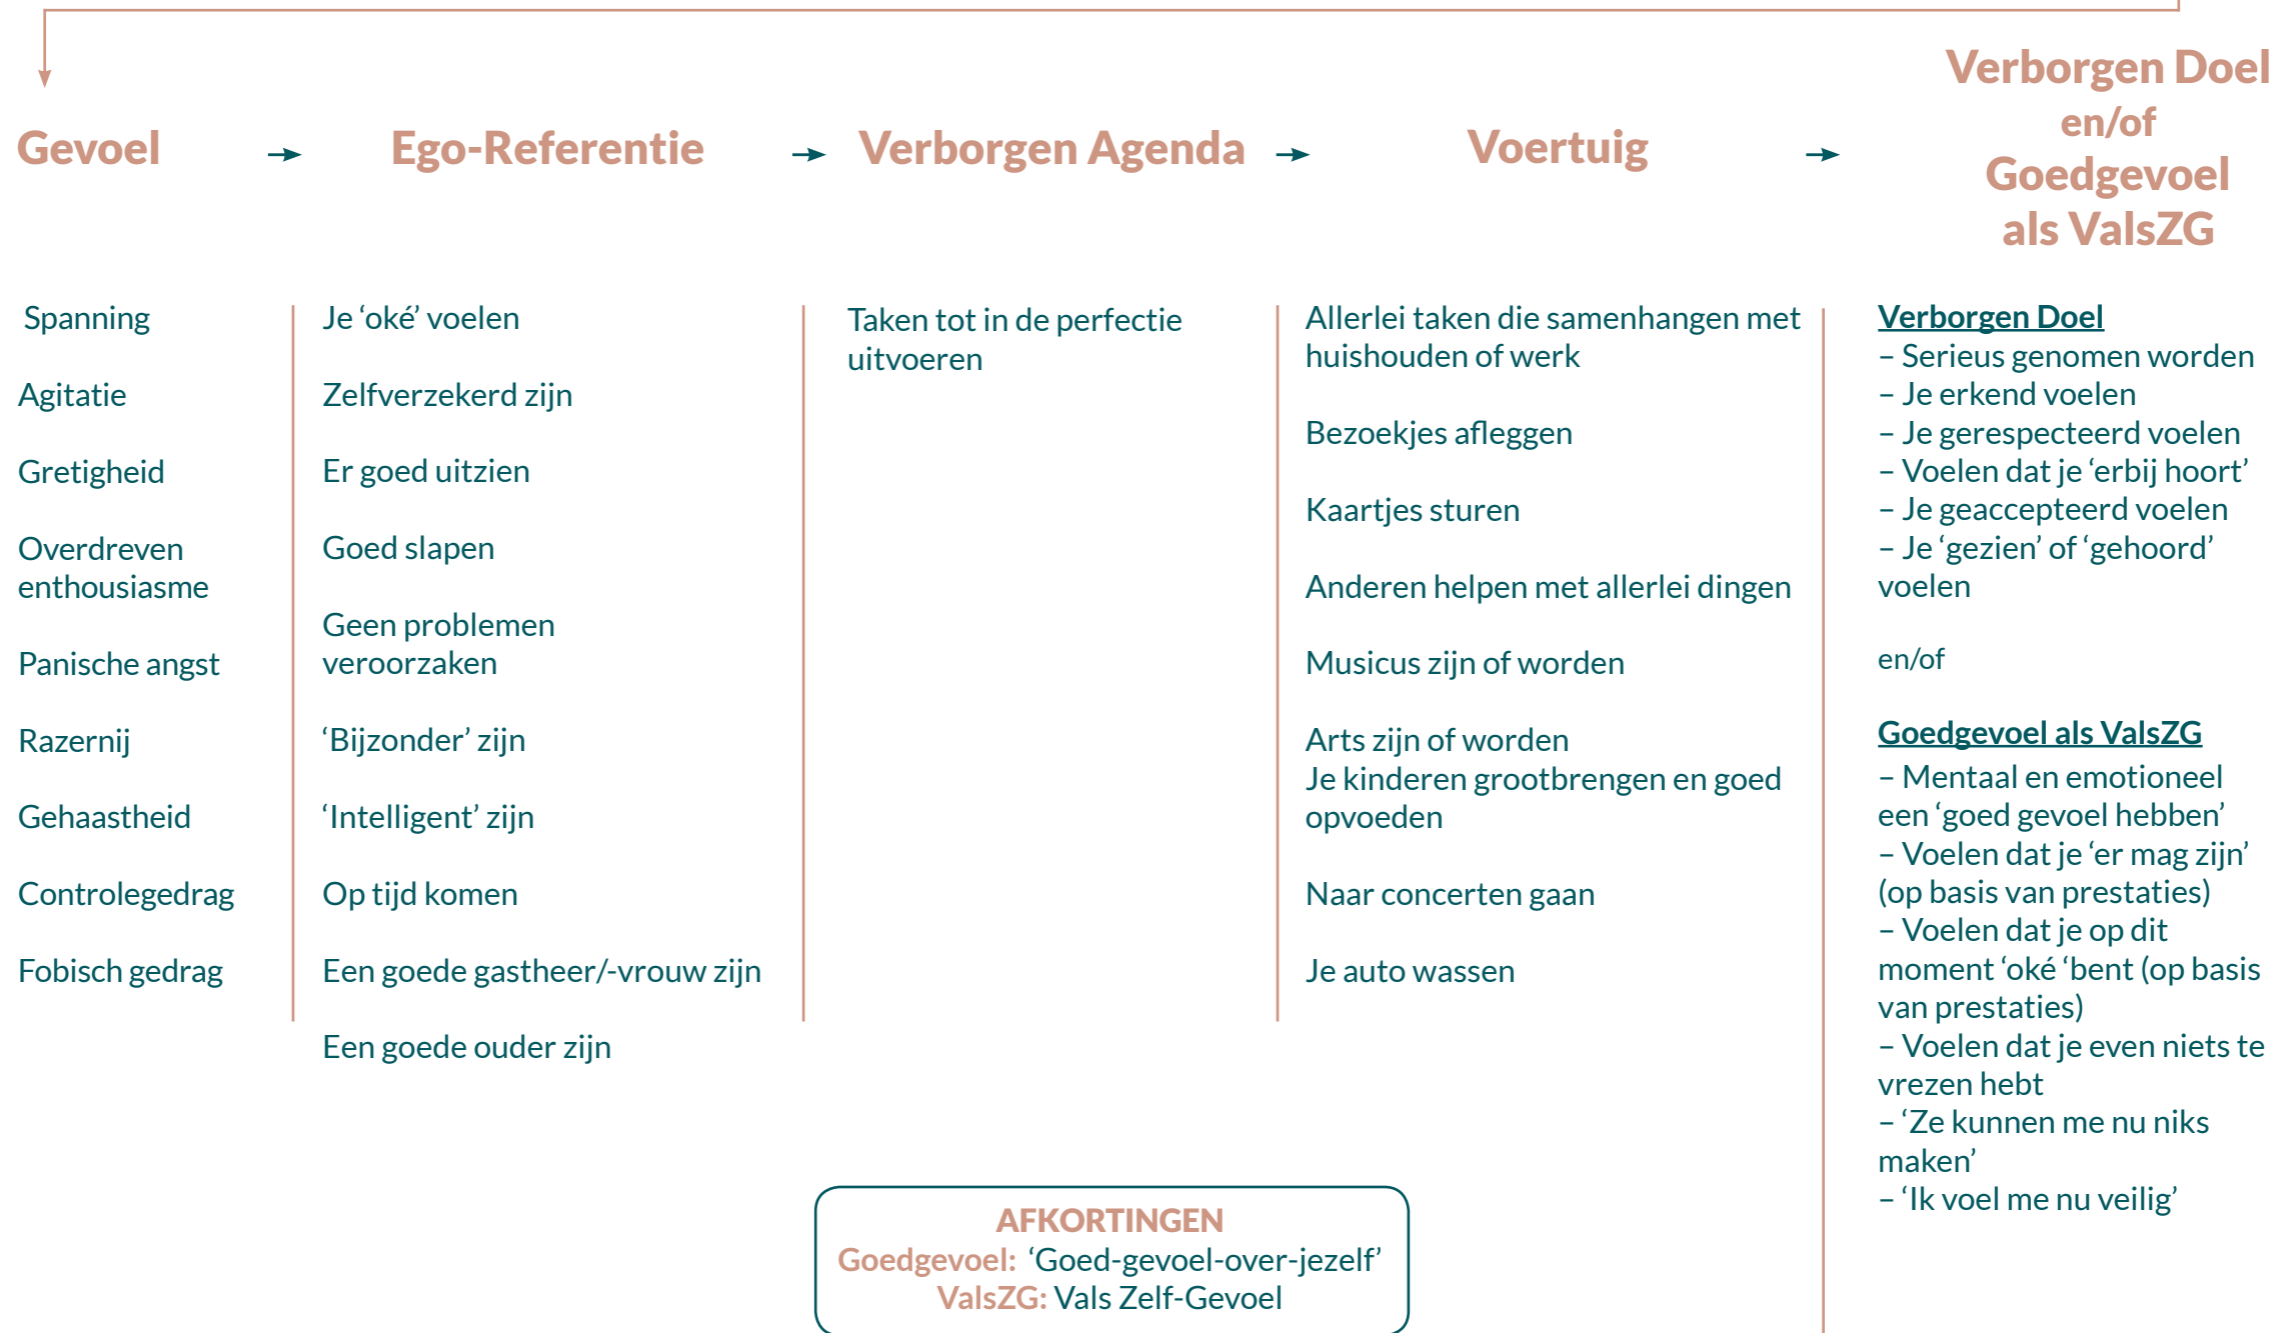 Gevoel → Ego-Referentie → Verborgen Agenda → Voertuig →
Verborgen Doel
en/of
Goedgevoel
als ValsZG
Spanning
Agitatie
Gretigheid
Overdreven
enthousiasme
Panische angst
Razernij
Gehaastheid
Controlegedrag
Fobisch gedrag
Je ‘oké’ voelen
Zelfverzekerd zijn
Er goed uitzien
Goed slapen
Geen problemen
veroorzaken
‘Bijzonder’ zijn
‘Intelligent’ zijn
Op tijd komen
Een goede gastheer/-vrouw zijn
Een goede ouder zijn
Taken tot in de perfectie
uitvoeren
Allerlei taken die samenhangen met
huishouden of werk
Bezoekjes afleggen
Kaartjes sturen
Anderen helpen met allerlei dingen
Musicus zijn of worden
Arts zijn of worden
Je kinderen grootbrengen en goed
opvoeden
Naar concerten gaan
Je auto wassen
Verborgen Doel
– Serieus genomen worden
– Je erkend voelen
– Je gerespecteerd voelen
– Voelen dat je ‘erbij hoort’
– Je geaccepteerd voelen
– Je ‘gezien’ of ‘gehoord’
voelen
en/of
Goedgevoel als ValsZG
– Mentaal en emotioneel
een ‘goed gevoel hebben’
– Voelen dat je ‘er mag zijn’
(op basis van prestaties)
– Voelen dat je op dit
moment ‘oké ‘bent (op basis
van prestaties)
– Voelen dat je even niets te
vrezen hebt
– ‘Ze kunnen me nu niks
maken’
– ‘Ik voel me nu veilig’
AFKORTINGEN
Goedgevoel: ‘Goed-gevoel-over-jezelf’
ValsZG: Vals Zelf-Gevoel